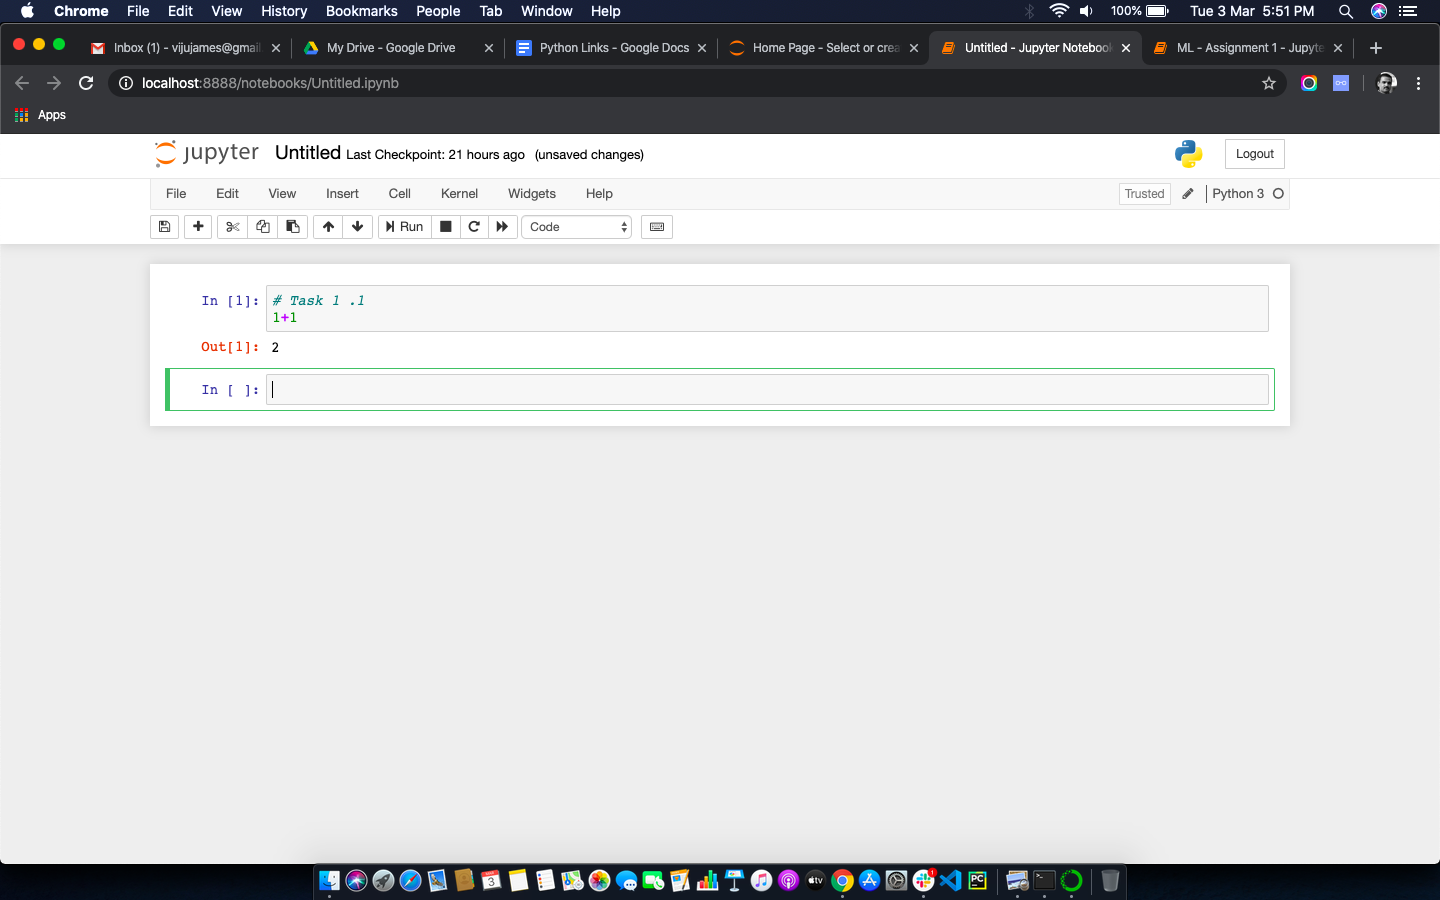 Chrome File Edit View History Bookmarks People Tab Window Help 100% Tue 3 Mar 5:51 PM
Inbox (1) - vijujames@gmail. My Drive - Google Drive Python Links - Google Docs Home Page - Select or crea Untitled - Jupyter Notebook ML - Assignment 1 - Jupyte
localhost:8888/notebooks/Untitled.ipynb
Apps
jupyter Untitled Last Checkpoint: 21 hours ago (unsaved changes) Logout
File Edit View Insert Cell Kernel Widgets Help Trusted Python 3
Run Code
In [1]: # Task 1 .1
1+1
Out[1]: 2
In [ ]:
3 tv 1 PC